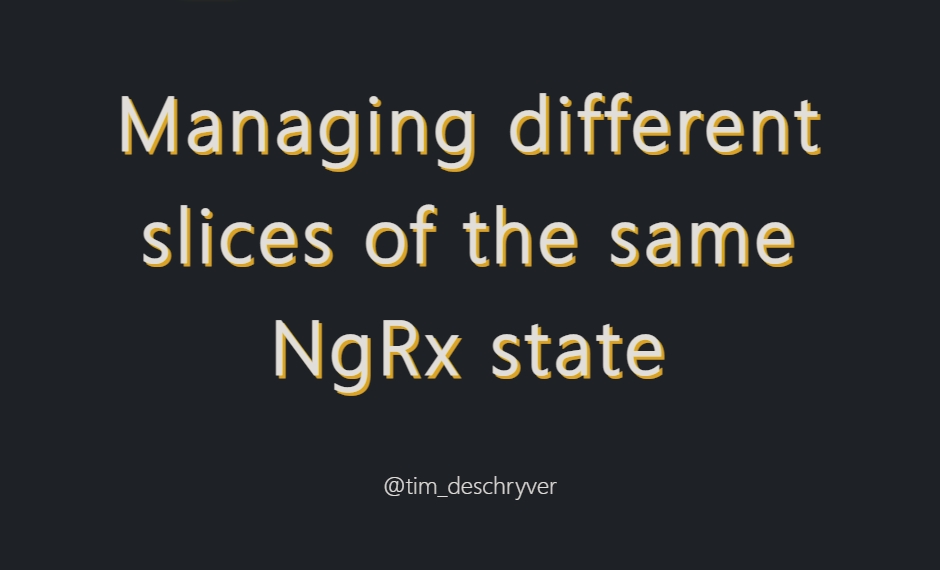 Managing different
slices of the same
NgRx state
@tim_deschryver